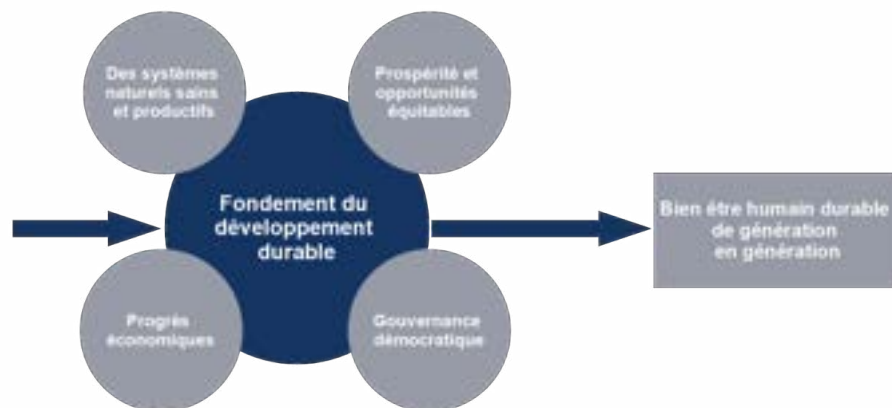 Des systèmes
naturels sains
et productifs
Prospérité et
opportunités
équitables
Fondement du
développement
durable
Bien être humain durable
de génération
en génération
Progrès
économiques
Gouvernance
démocratique